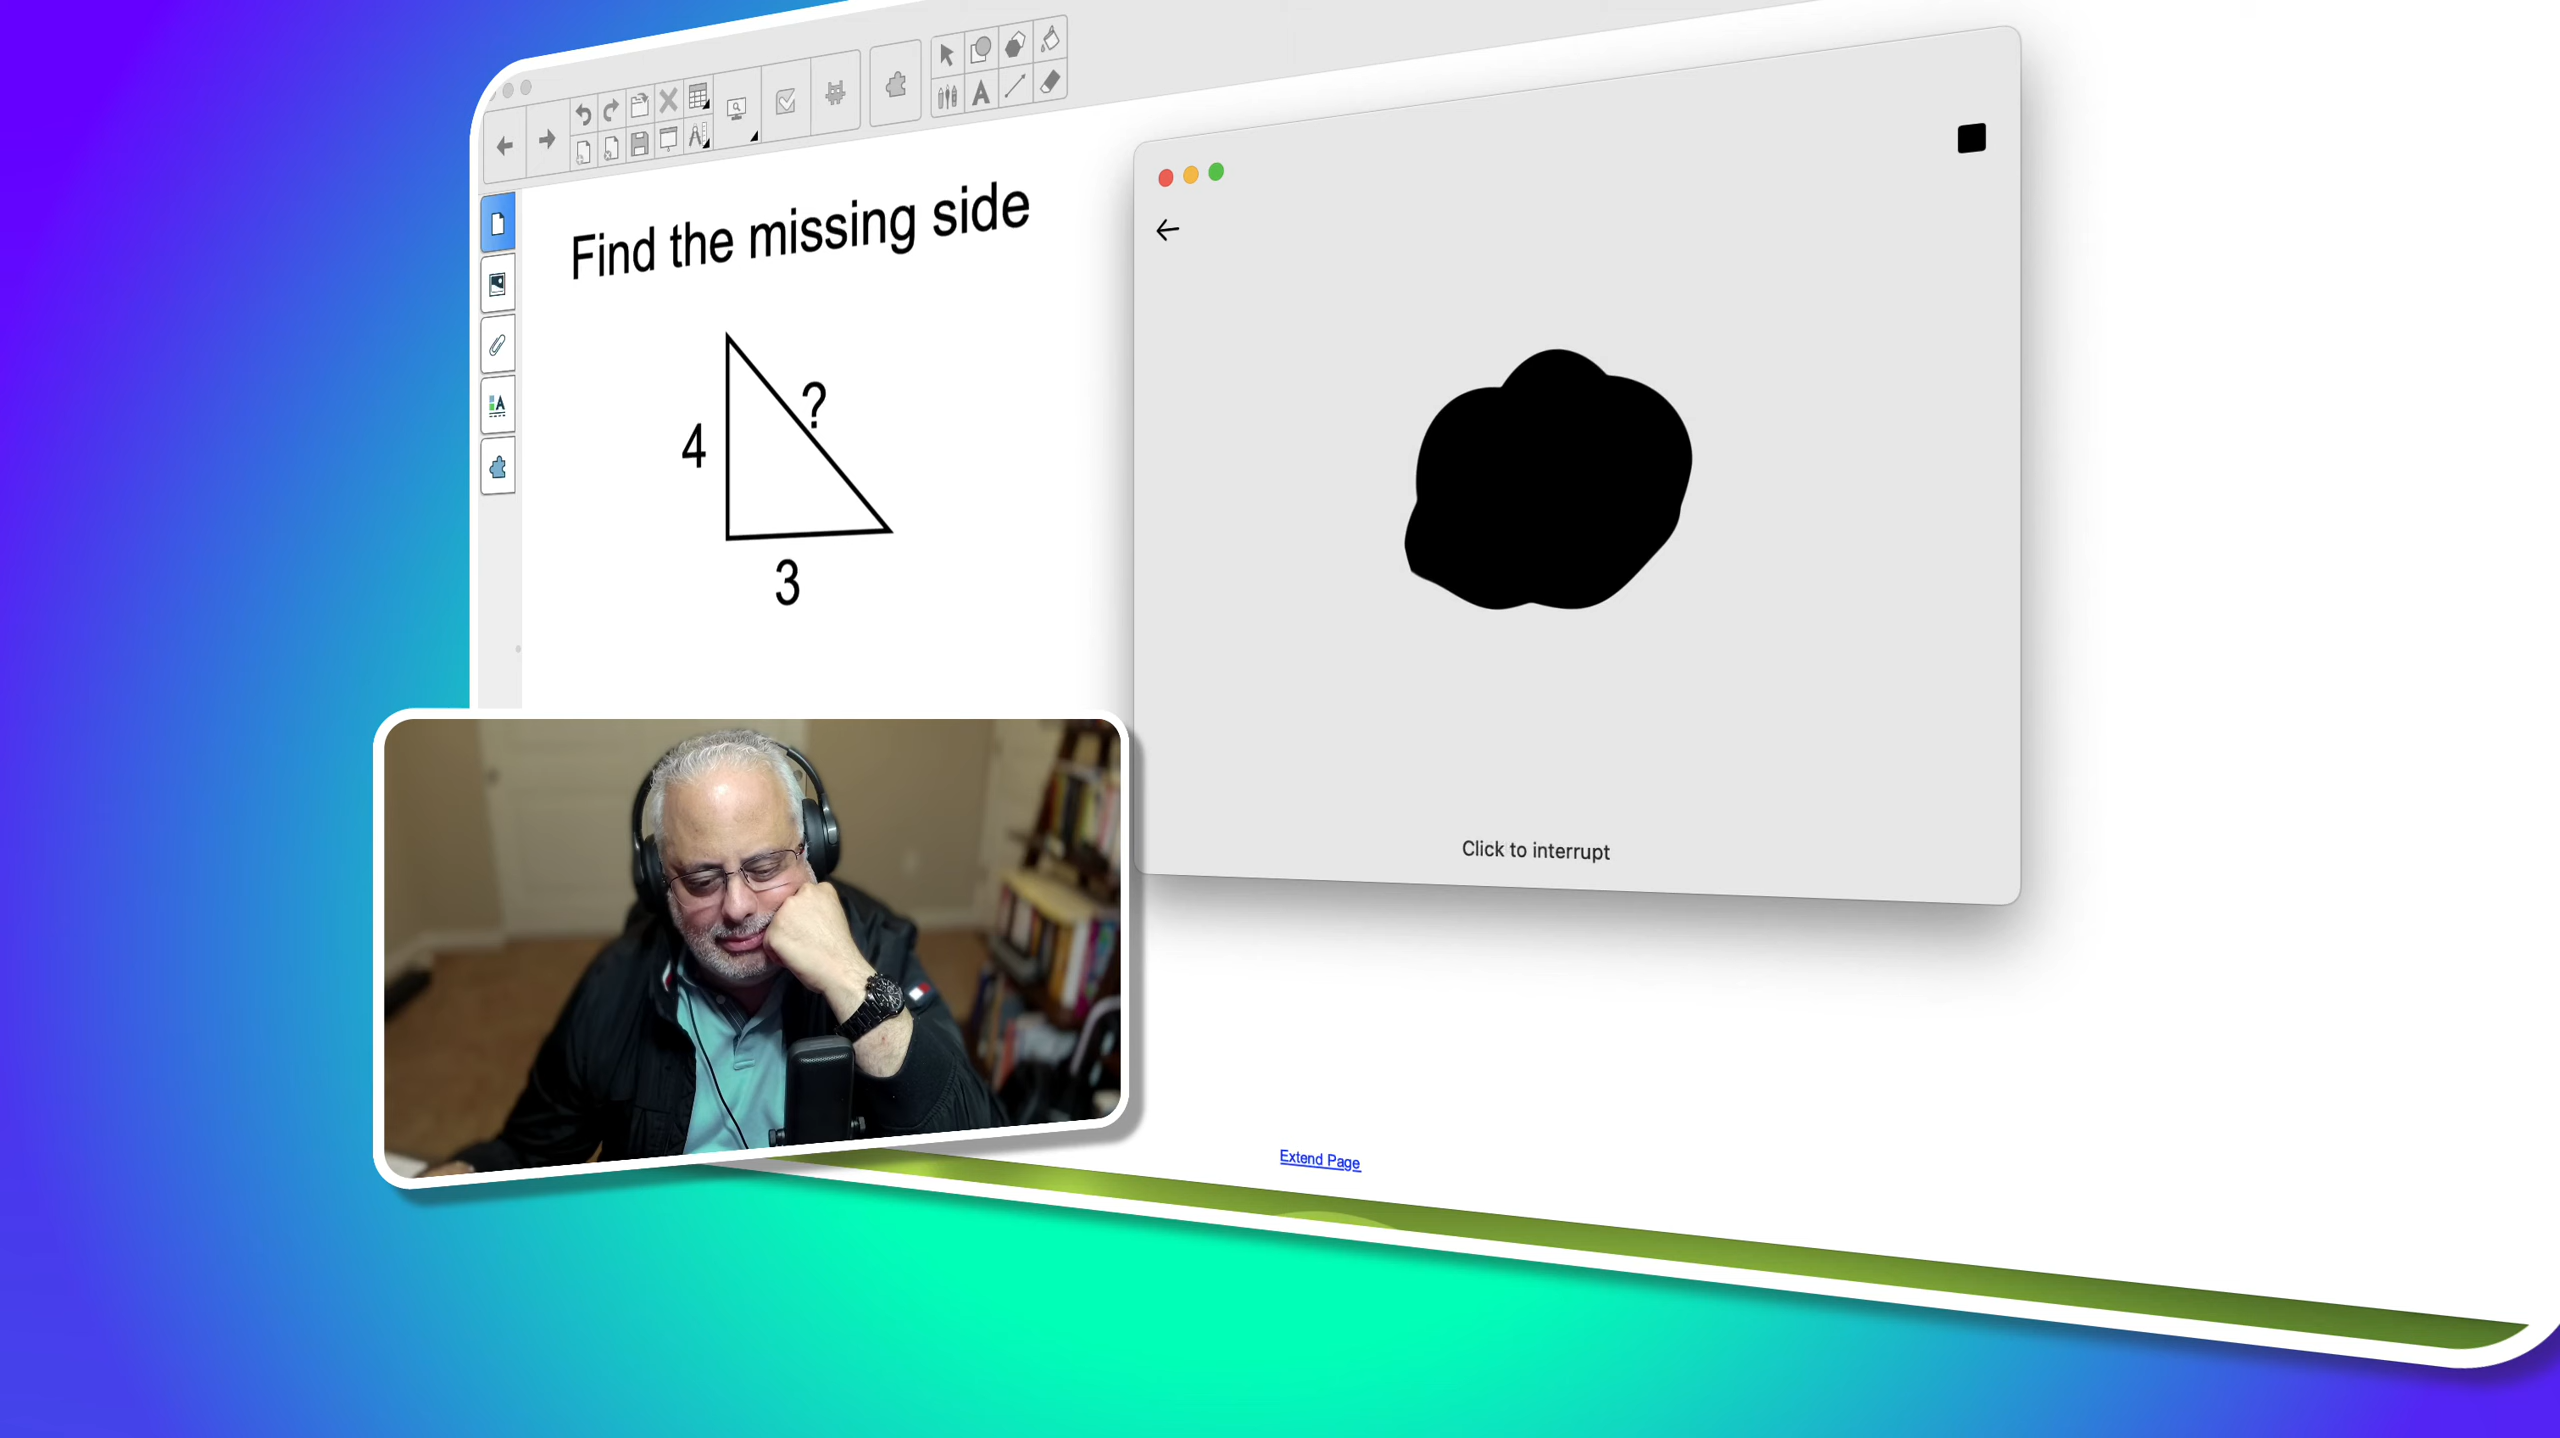 Find the missing side
?
4
3
Click to interrupt
Extend Page